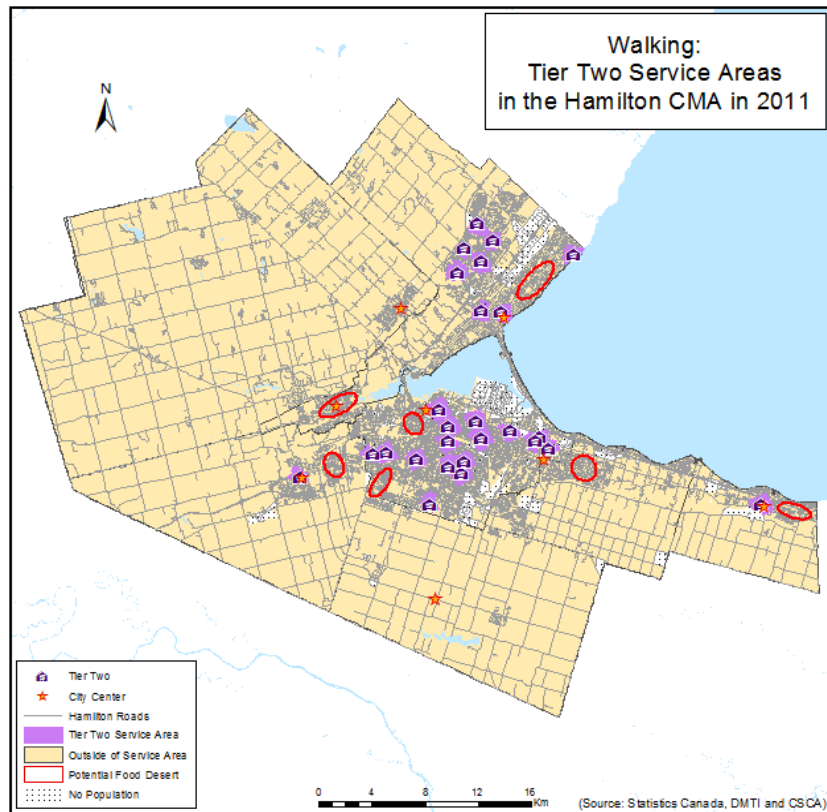 Walking:
Tier Two Service Areas
in the Hamilton CMA in 2011
N
Tier Two
City Center
Hamilton Roads
Tier Two Service Area
Outside of Service Area
Potential Food Desert
No Population
0 2 4 8 12 16
Km
(Source: Statistics Canada, DMTI and CSCA)